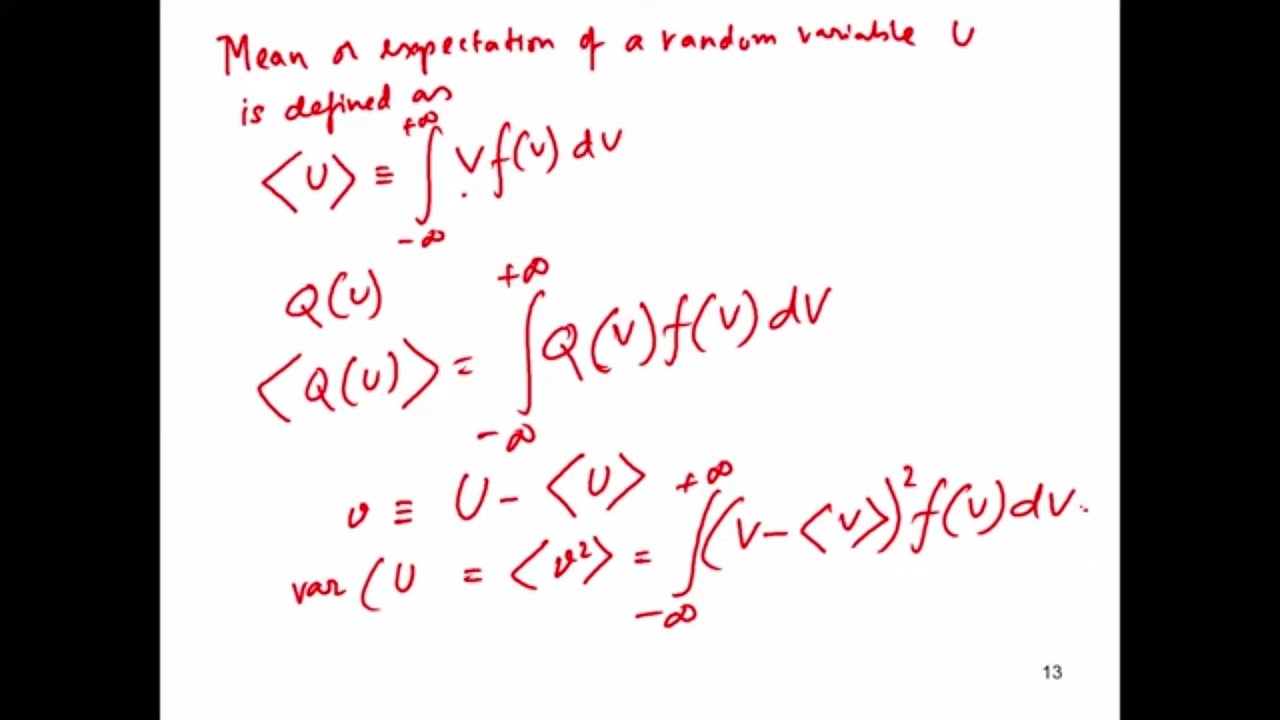 Mean or expectation of a random variable U
is defined as
⟨U⟩ ≡ ∫_{-∞}^{+∞} V f(V) dV
Q(U)
⟨Q(U)⟩ = ∫_{-∞}^{+∞} Q(V) f(V) dV
u ≡ U - ⟨U⟩
var (U = ⟨u²⟩ = ∫_{-∞}^{+∞} (V - ⟨V⟩)² f(V) dV.
13